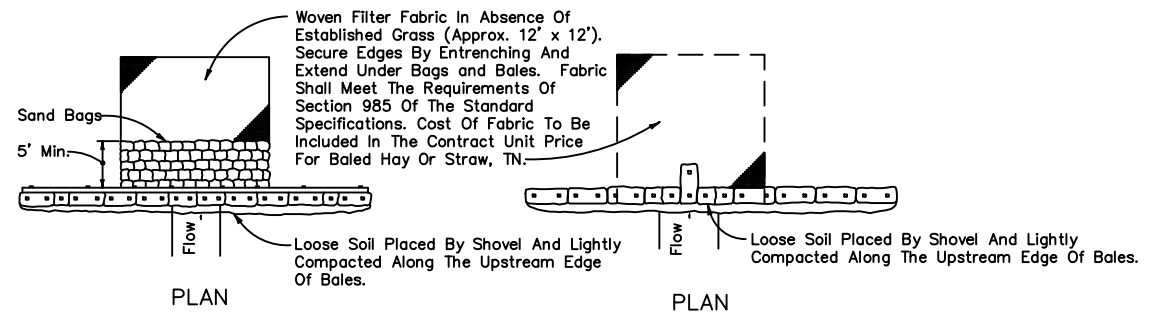 Woven Filter Fabric In Absence Of
Established Grass (Approx. 12' x 12').
Secure Edges By Entrenching And
Extend Under Bags and Bales. Fabric
Shall Meet The Requirements Of
Section 985 Of The Standard
Specifications. Cost Of Fabric To Be
Included In The Contract Unit Price
For Baled Hay Or Straw, TN.
Sand Bags
5' Min.
Flow
Loose Soil Placed By Shovel And Lightly
Compacted Along The Upstream Edge
Of Bales.
PLAN
Flow
Loose Soil Placed By Shovel And Lightly
Compacted Along The Upstream Edge Of Bales.
PLAN